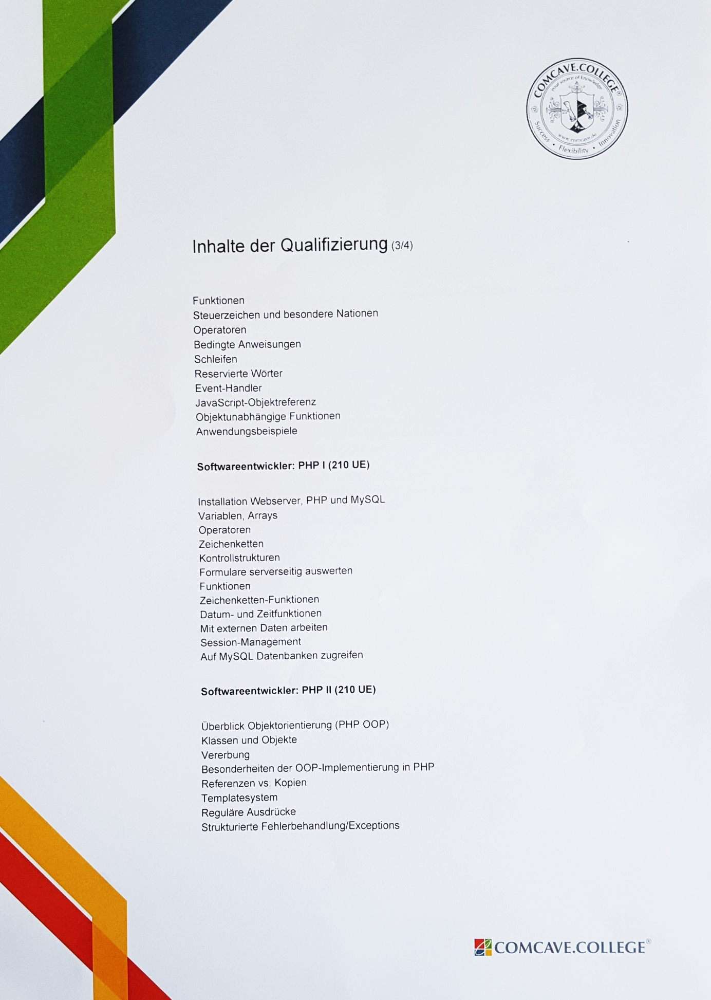 COMCAVE.COLLEGE®
your source of knowledge
www.comcave.de
Success • Flexibility • Innovation
Inhalte der Qualifizierung (3/4)
Funktionen
Steuerzeichen und besondere Nationen
Operatoren
Bedingte Anweisungen
Schleifen
Reservierte Wörter
Event-Handler
JavaScript-Objektreferenz
Objektunabhängige Funktionen
Anwendungsbeispiele
Softwareentwickler: PHP I (210 UE)
Installation Webserver, PHP und MySQL
Variablen, Arrays
Operatoren
Zeichenketten
Kontrollstrukturen
Formulare serverseitig auswerten
Funktionen
Zeichenketten-Funktionen
Datum- und Zeitfunktionen
Mit externen Daten arbeiten
Session-Management
Auf MySQL Datenbanken zugreifen
Softwareentwickler: PHP II (210 UE)
Überblick Objektorientierung (PHP OOP)
Klassen und Objekte
Vererbung
Besonderheiten der OOP-Implementierung in PHP
Referenzen vs. Kopien
Templatesystem
Reguläre Ausdrücke
Strukturierte Fehlerbehandlung/Exceptions
COMCAVE.COLLEGE®